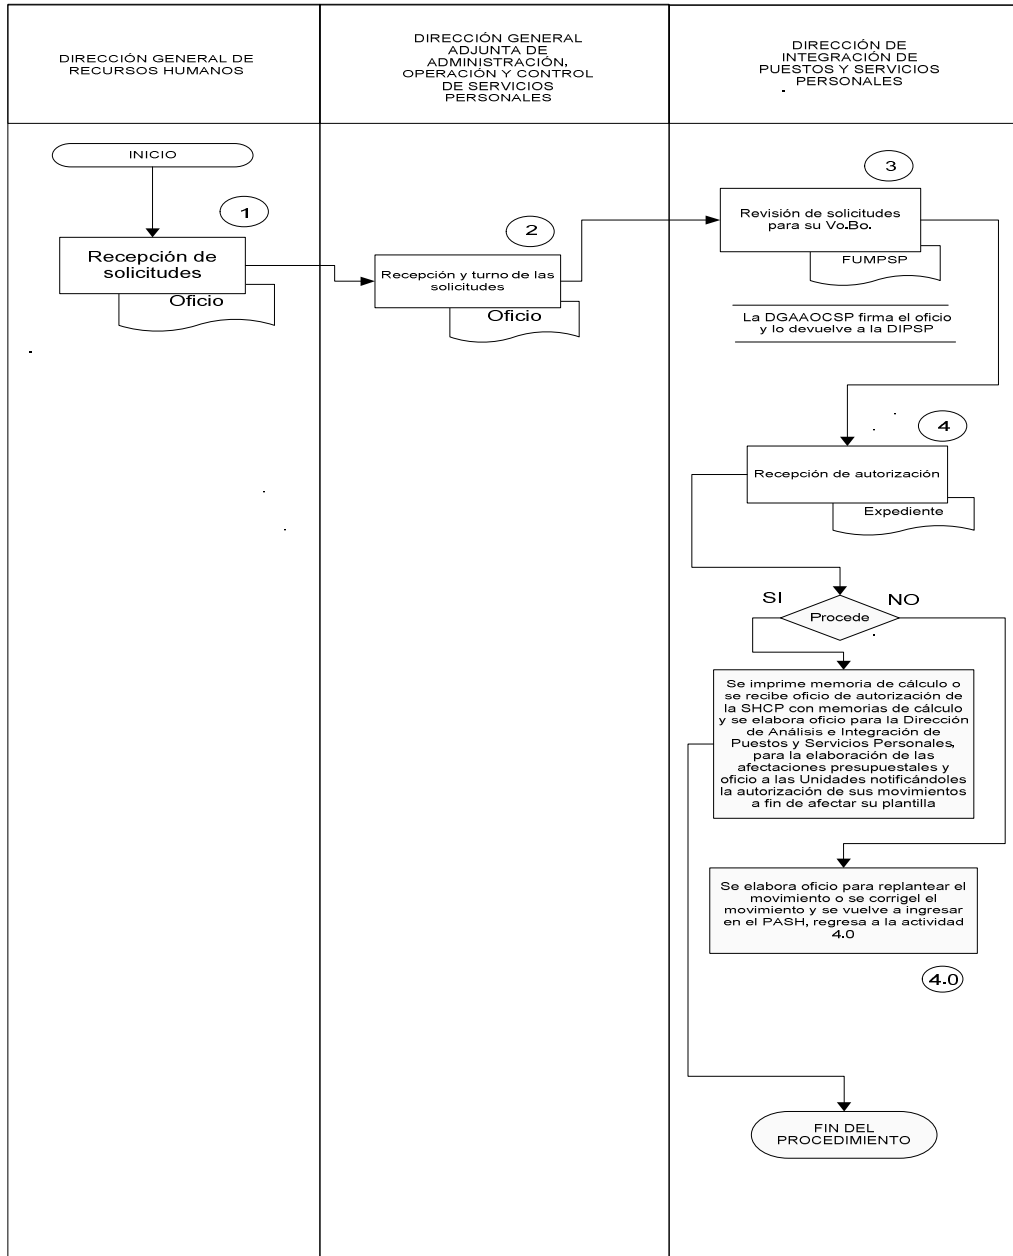 DIRECCIÓN GENERAL DE
RECURSOS HUMANOS
DIRECCIÓN GENERAL
ADJUNTA DE
ADMINISTRACIÓN,
OPERACIÓN Y CONTROL
DE SERVICIOS
PERSONALES
DIRECCIÓN DE
INTEGRACIÓN DE
PUESTOS Y SERVICIOS
PERSONALES
INICIO
1
Recepción de
solicitudes
Oficio
2
Recepción y turno de las
solicitudes
Oficio
3
Revisión de solicitudes
para su Vo.Bo.
FUMPSP
La DGAAOCSP firma el oficio
y lo devuelve a la DIPSP
4
Recepción de autorización
Expediente
SI
NO
Procede
Se imprime memoria de cálculo o
se recibe oficio de autorización de
la SHCP con memorias de cálculo
y se elabora oficio para la Dirección
de Análisis e Integración de
Puestos y Servicios Personales,
para la elaboración de las
afectaciones presupuestales y
oficio a las Unidades notificándoles
la autorización de sus movimientos
a fin de afectar su plantilla
Se elabora oficio para replantear el
movimiento o se corrigel el
movimiento y se vuelve a ingresar
en el PASH, regresa a la actividad
4.0
4.0
FIN DEL
PROCEDIMIENTO